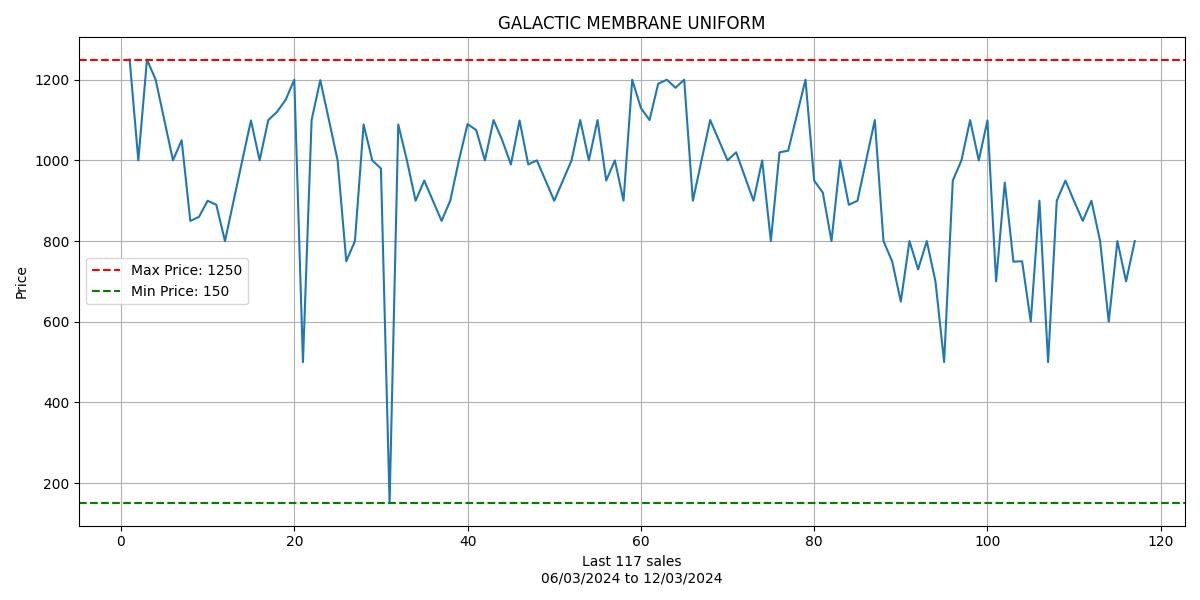 GALACTIC MEMBRANE UNIFORM
1200
1000
800
600
400
200
Price
Max Price: 1250
Min Price: 150
0 20 40 60 80 100 120
Last 117 sales
06/03/2024 to 12/03/2024